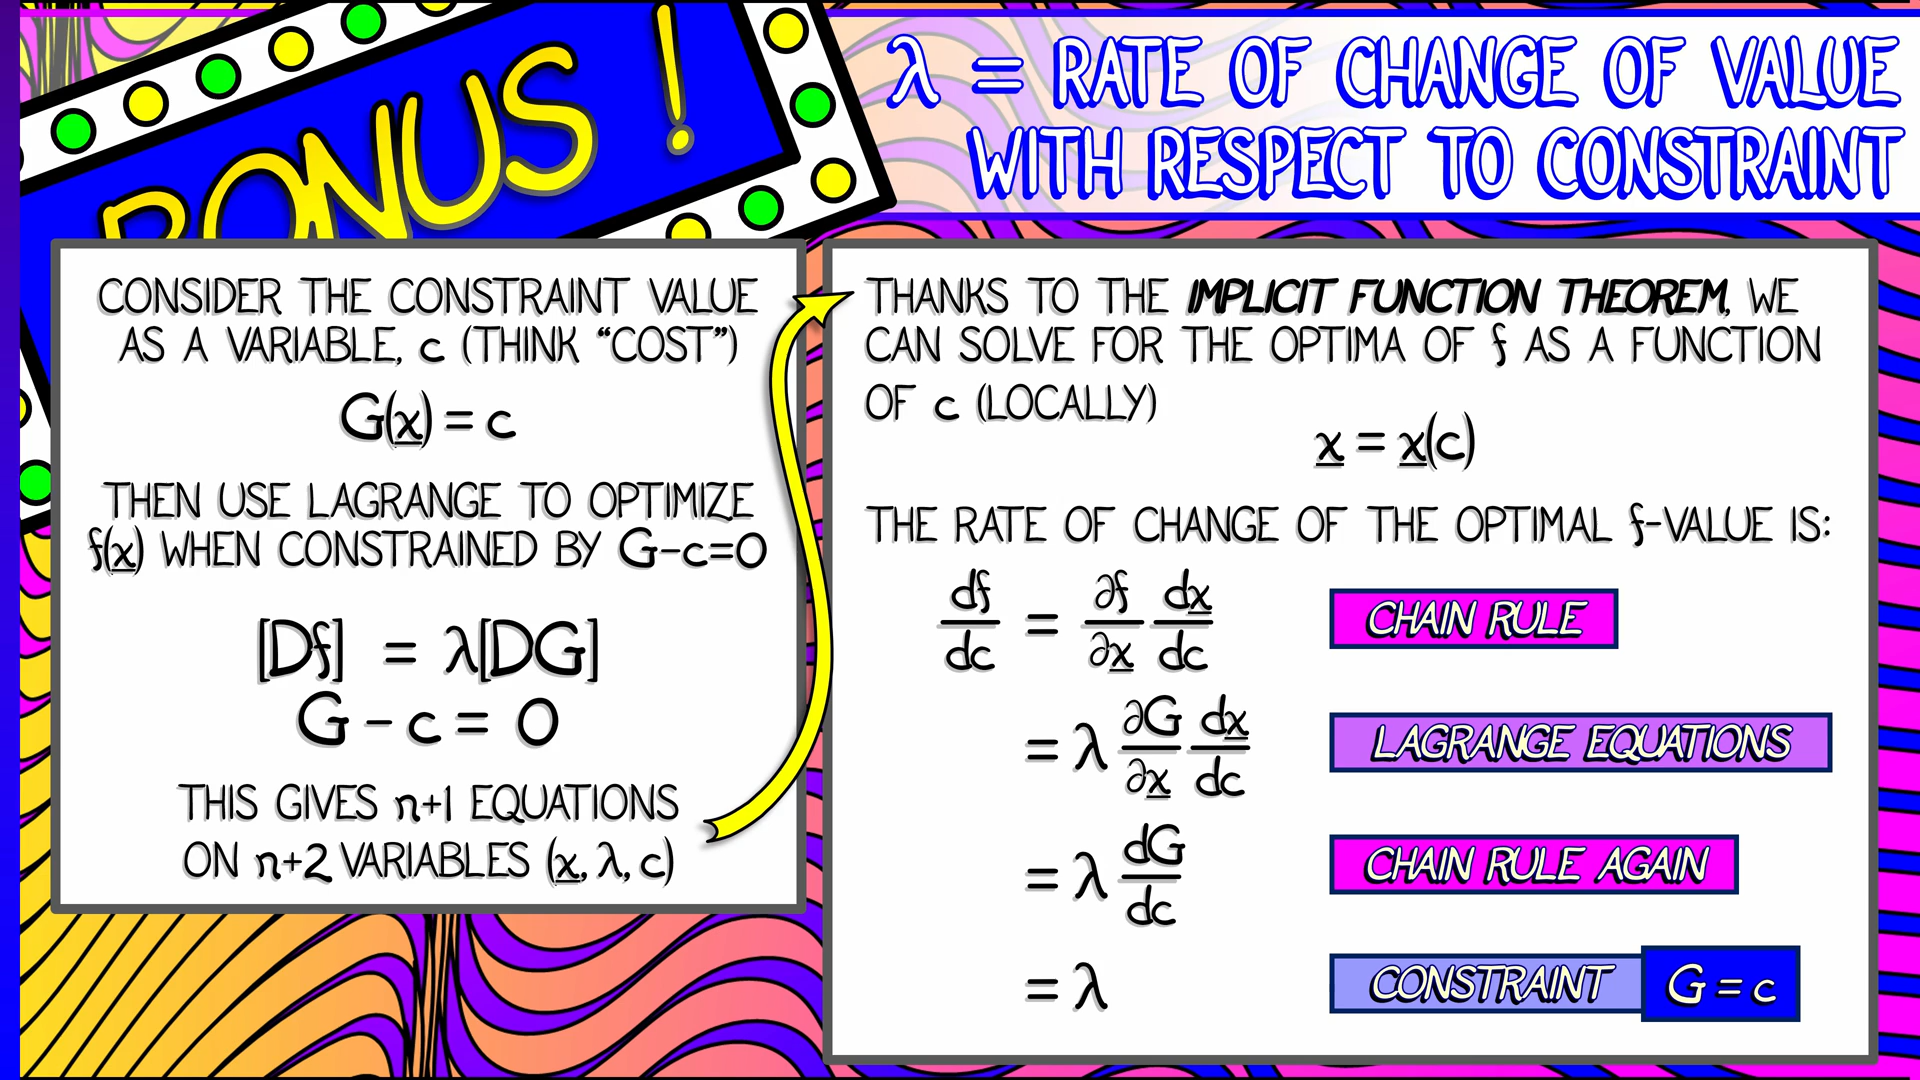 BONUS!
λ = RATE OF CHANGE OF VALUE
WITH RESPECT TO CONSTRAINT
CONSIDER THE CONSTRAINT VALUE
AS A VARIABLE, c (THINK “COST”)
G(x) = c
THEN USE LAGRANGE TO OPTIMIZE
f(x) WHEN CONSTRAINED BY G-c=0
[Df] = λ[DG]
G - c = 0
THIS GIVES n+1 EQUATIONS
ON n+2 VARIABLES (x, λ, c)
THANKS TO THE IMPLICIT FUNCTION THEOREM, WE
CAN SOLVE FOR THE OPTIMA OF f AS A FUNCTION
OF c (LOCALLY)
x = x(c)
THE RATE OF CHANGE OF THE OPTIMAL f-VALUE IS:
df/dc = ∂f/∂x dx/dc
CHAIN RULE
= λ ∂G/∂x dx/dc
LAGRANGE EQUATIONS
= λ dG/dc
CHAIN RULE AGAIN
= λ
CONSTRAINT G = c